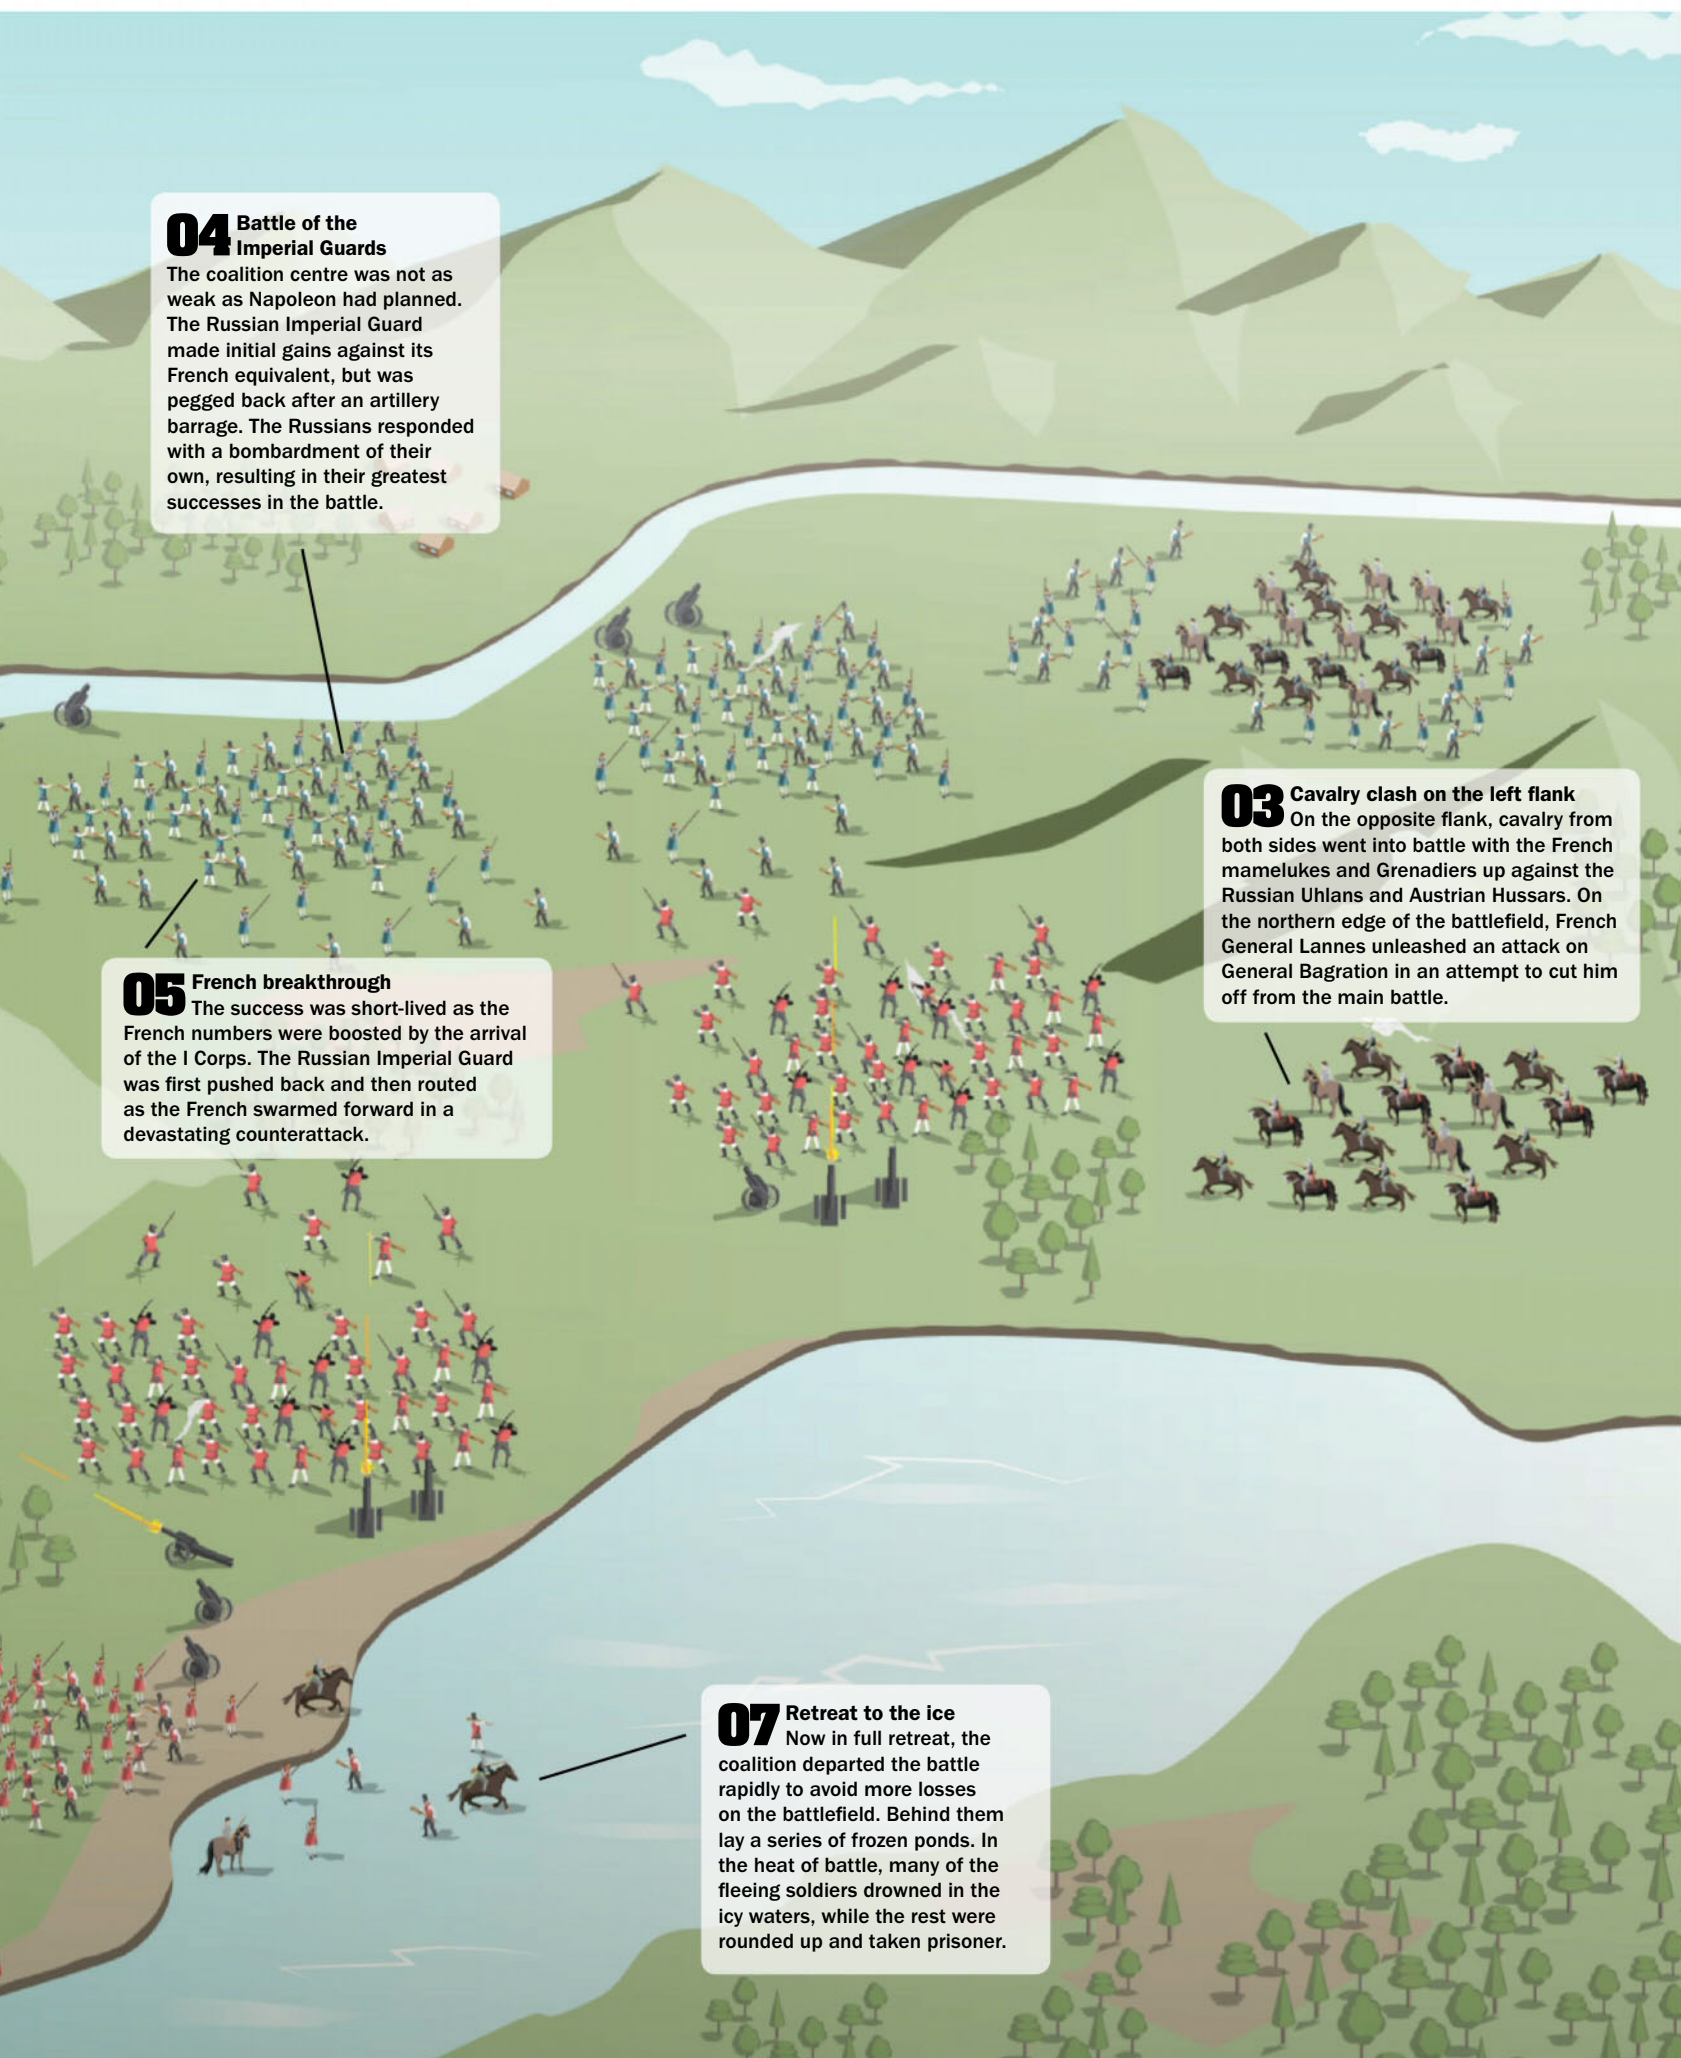 04 Battle of the
Imperial Guards
The coalition centre was not as
weak as Napoleon had planned.
The Russian Imperial Guard
made initial gains against its
French equivalent, but was
pegged back after an artillery
barrage. The Russians responded
with a bombardment of their
own, resulting in their greatest
successes in the battle.
03 Cavalry clash on the left flank
On the opposite flank, cavalry from
both sides went into battle with the French
mamelukes and Grenadiers up against the
Russian Uhlans and Austrian Hussars. On
the northern edge of the battlefield, French
General Lannes unleashed an attack on
General Bagration in an attempt to cut him
off from the main battle.
05 French breakthrough
The success was short-lived as the
French numbers were boosted by the arrival
of the I Corps. The Russian Imperial Guard
was first pushed back and then routed
as the French swarmed forward in a
devastating counterattack.
07 Retreat to the ice
Now in full retreat, the
coalition departed the battle
rapidly to avoid more losses
on the battlefield. Behind them
lay a series of frozen ponds. In
the heat of battle, many of the
fleeing soldiers drowned in the
icy waters, while the rest were
rounded up and taken prisoner.